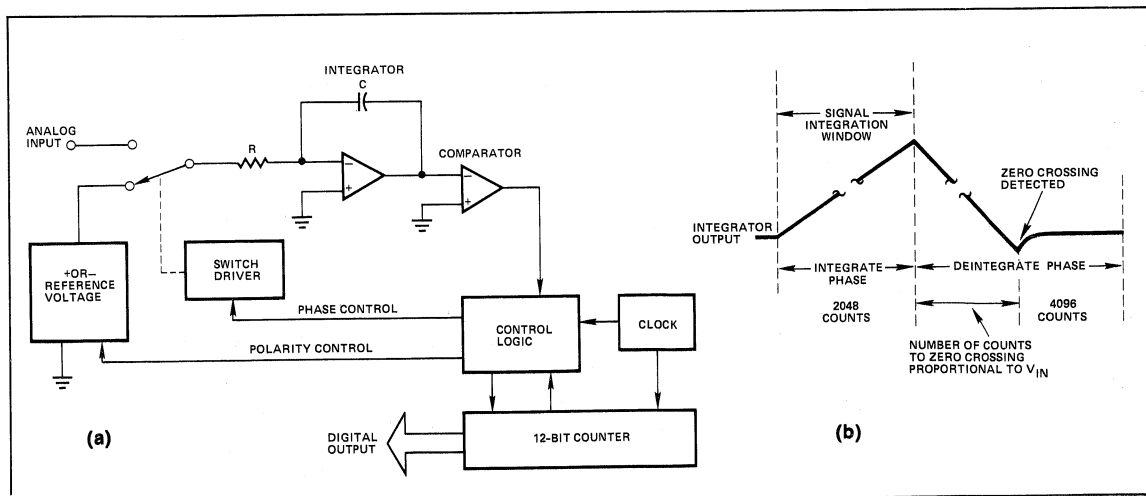 INTEGRATOR
C
ANALOG
INPUT
R
COMPARATOR
−
+
−
+
+OR−
REFERENCE
VOLTAGE
SWITCH
DRIVER
PHASE CONTROL
POLARITY CONTROL
CONTROL
LOGIC
CLOCK
DIGITAL
OUTPUT
12-BIT COUNTER
(a)
SIGNAL
INTEGRATION
WINDOW
ZERO CROSSING
DETECTED
INTEGRATOR
OUTPUT
INTEGRATE
PHASE
DEINTEGRATE PHASE
2048
COUNTS
4096
COUNTS
NUMBER OF COUNTS
TO ZERO CROSSING
PROPORTIONAL TO VIN
(b)